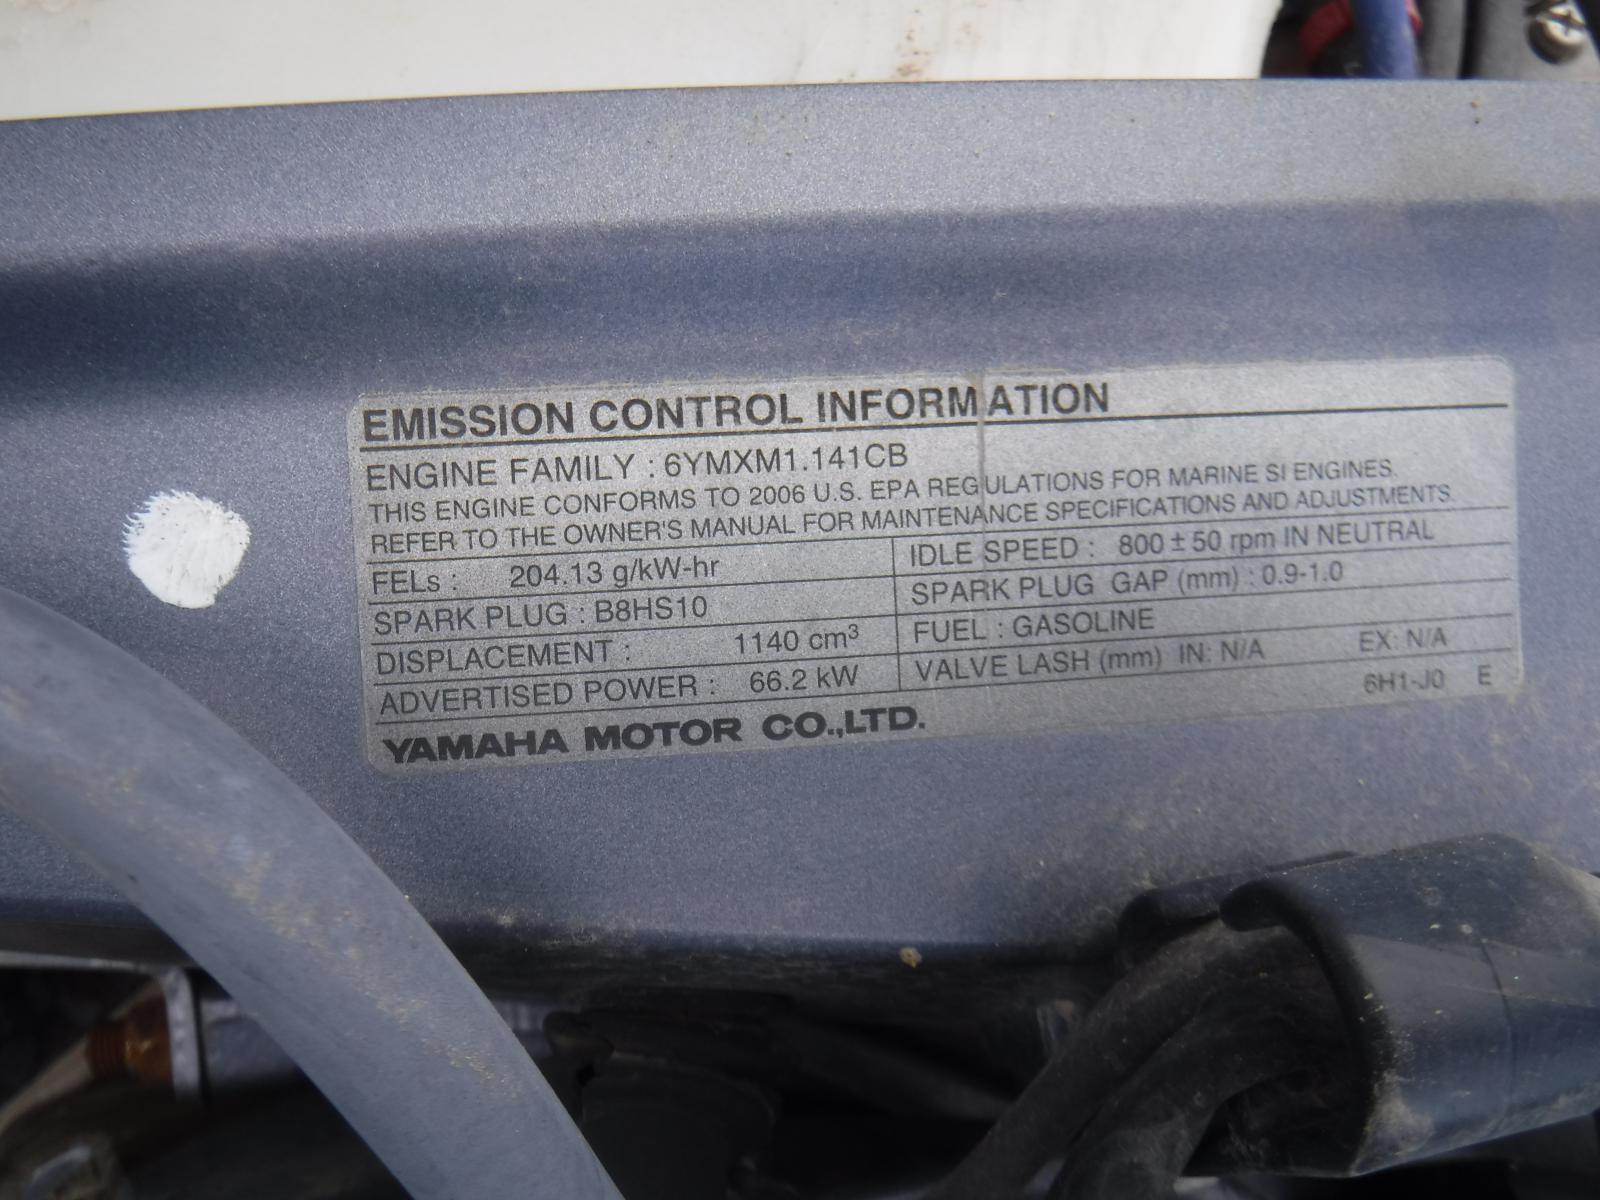 EMISSION CONTROL INFORMATION
ENGINE FAMILY : 6YMXM1.141CB
THIS ENGINE CONFORMS TO 2006 U.S. EPA REGULATIONS FOR MARINE SI ENGINES.
REFER TO THE OWNER'S MANUAL FOR MAINTENANCE SPECIFICATIONS AND ADJUSTMENTS.
FELs : 204.13 g/kW-hr
IDLE SPEED : 800 ± 50 rpm IN NEUTRAL
SPARK PLUG : B8HS10
SPARK PLUG GAP (mm) : 0.9-1.0
DISPLACEMENT : 1140 cm³
FUEL : GASOLINE
ADVERTISED POWER : 66.2 kW
VALVE LASH (mm) IN: N/A EX: N/A
YAMAHA MOTOR CO.,LTD.
6H1-J0 E